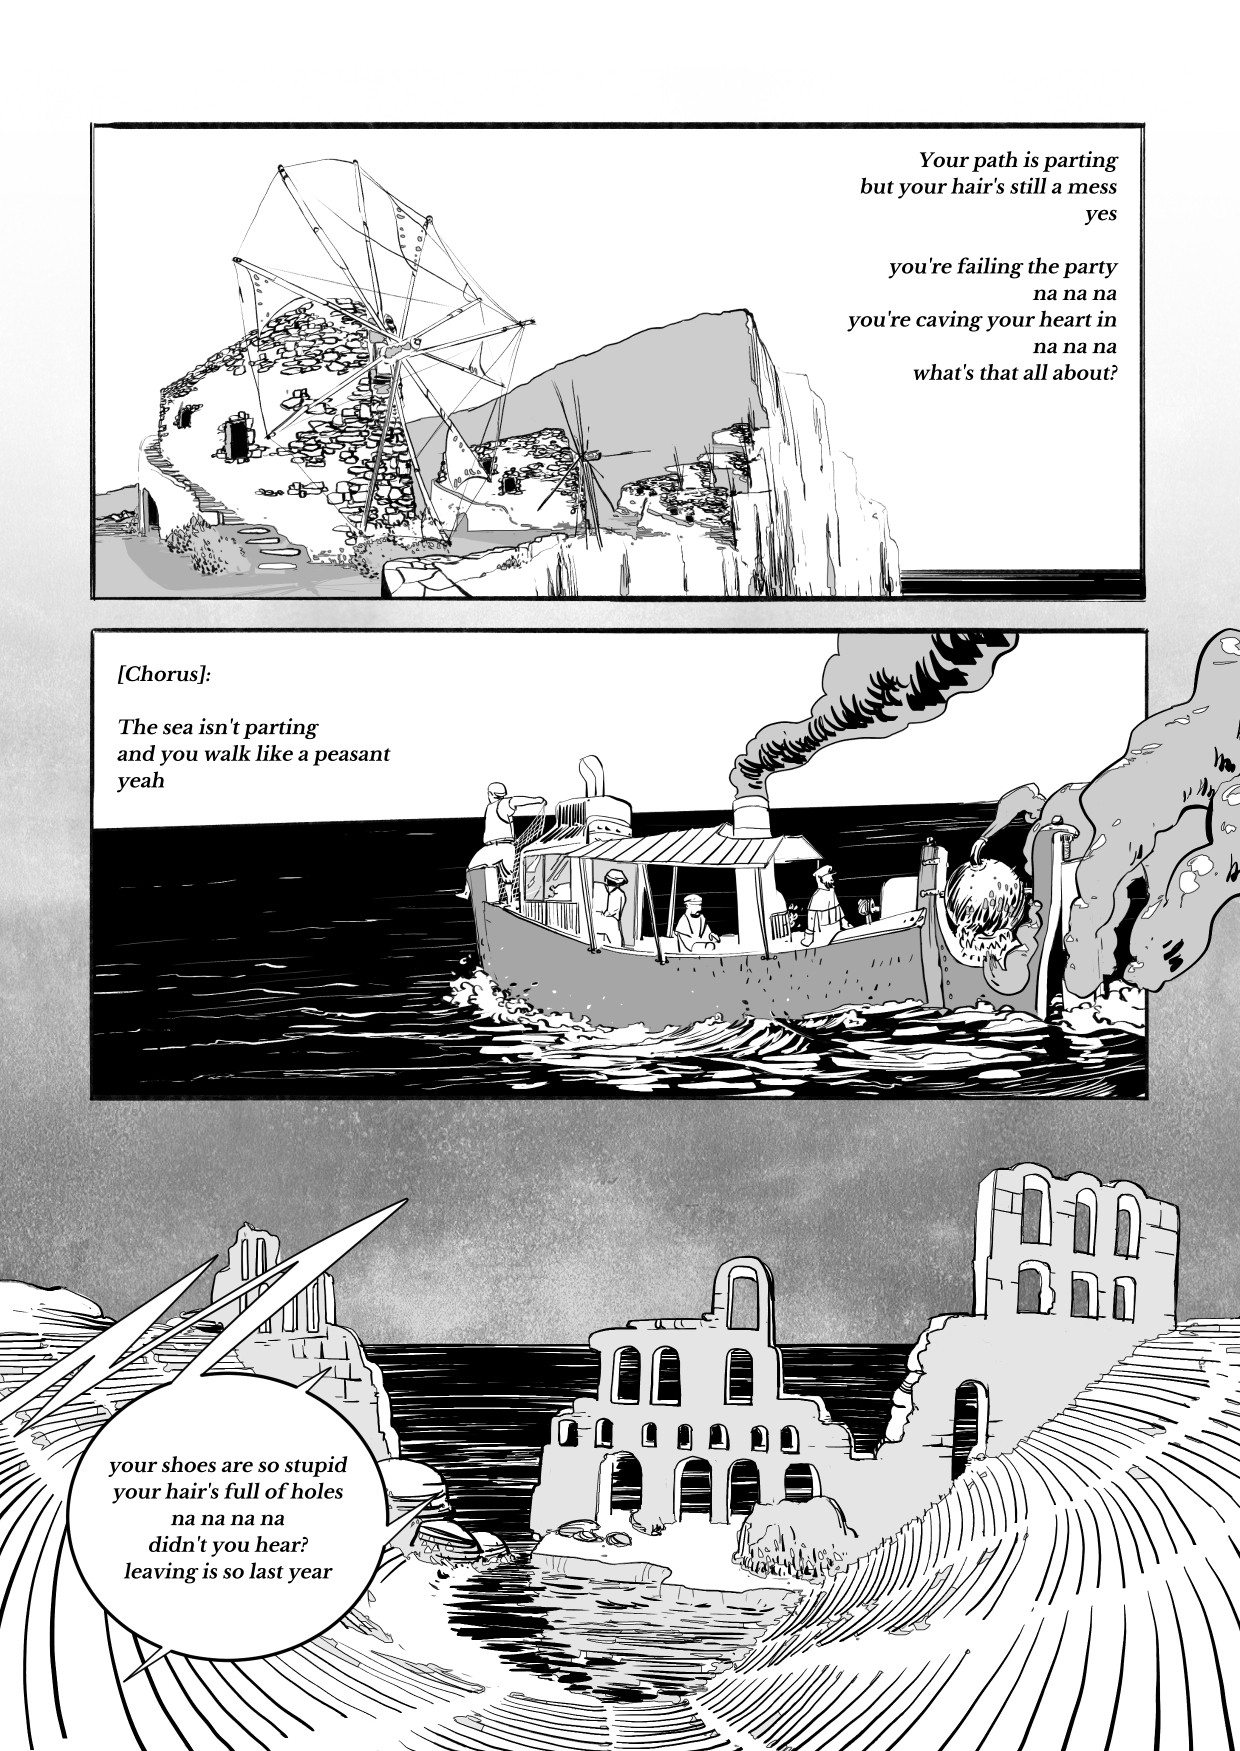 Your path is parting
but your hair's still a mess
yes
you're failing the party
na na na
you're caving your heart in
na na na
what's that all about?
[Chorus]:
The sea isn't parting
and you walk like a peasant
yeah
your shoes are so stupid
your hair's full of holes
na na na na
didn't you hear?
leaving is so last year